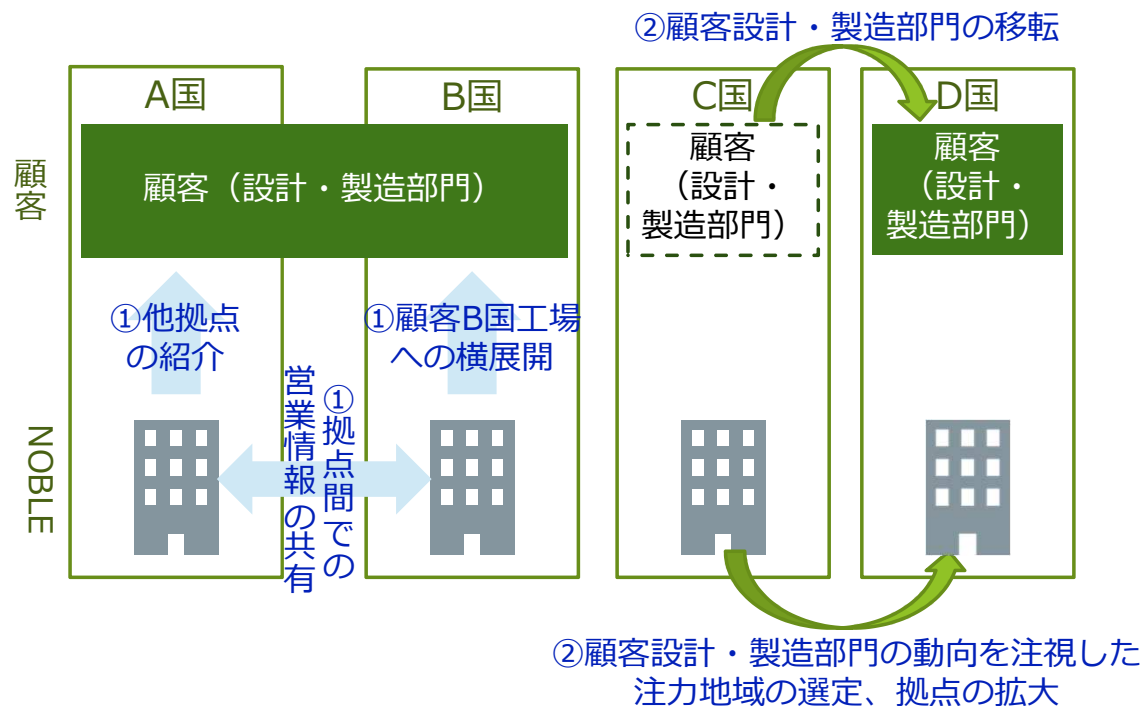 ②顧客設計・製造部門の移転
A国
B国
C国
D国
顧客
顧客（設計・製造部門）
顧客
（設計・
製造部門）
顧客
（設計・
製造部門）
①他拠点
の紹介
①顧客B国工場
への横展開
①拠点間での
営業情報の共有
NOBLE
②顧客設計・製造部門の動向を注視した
注力地域の選定、拠点の拡大